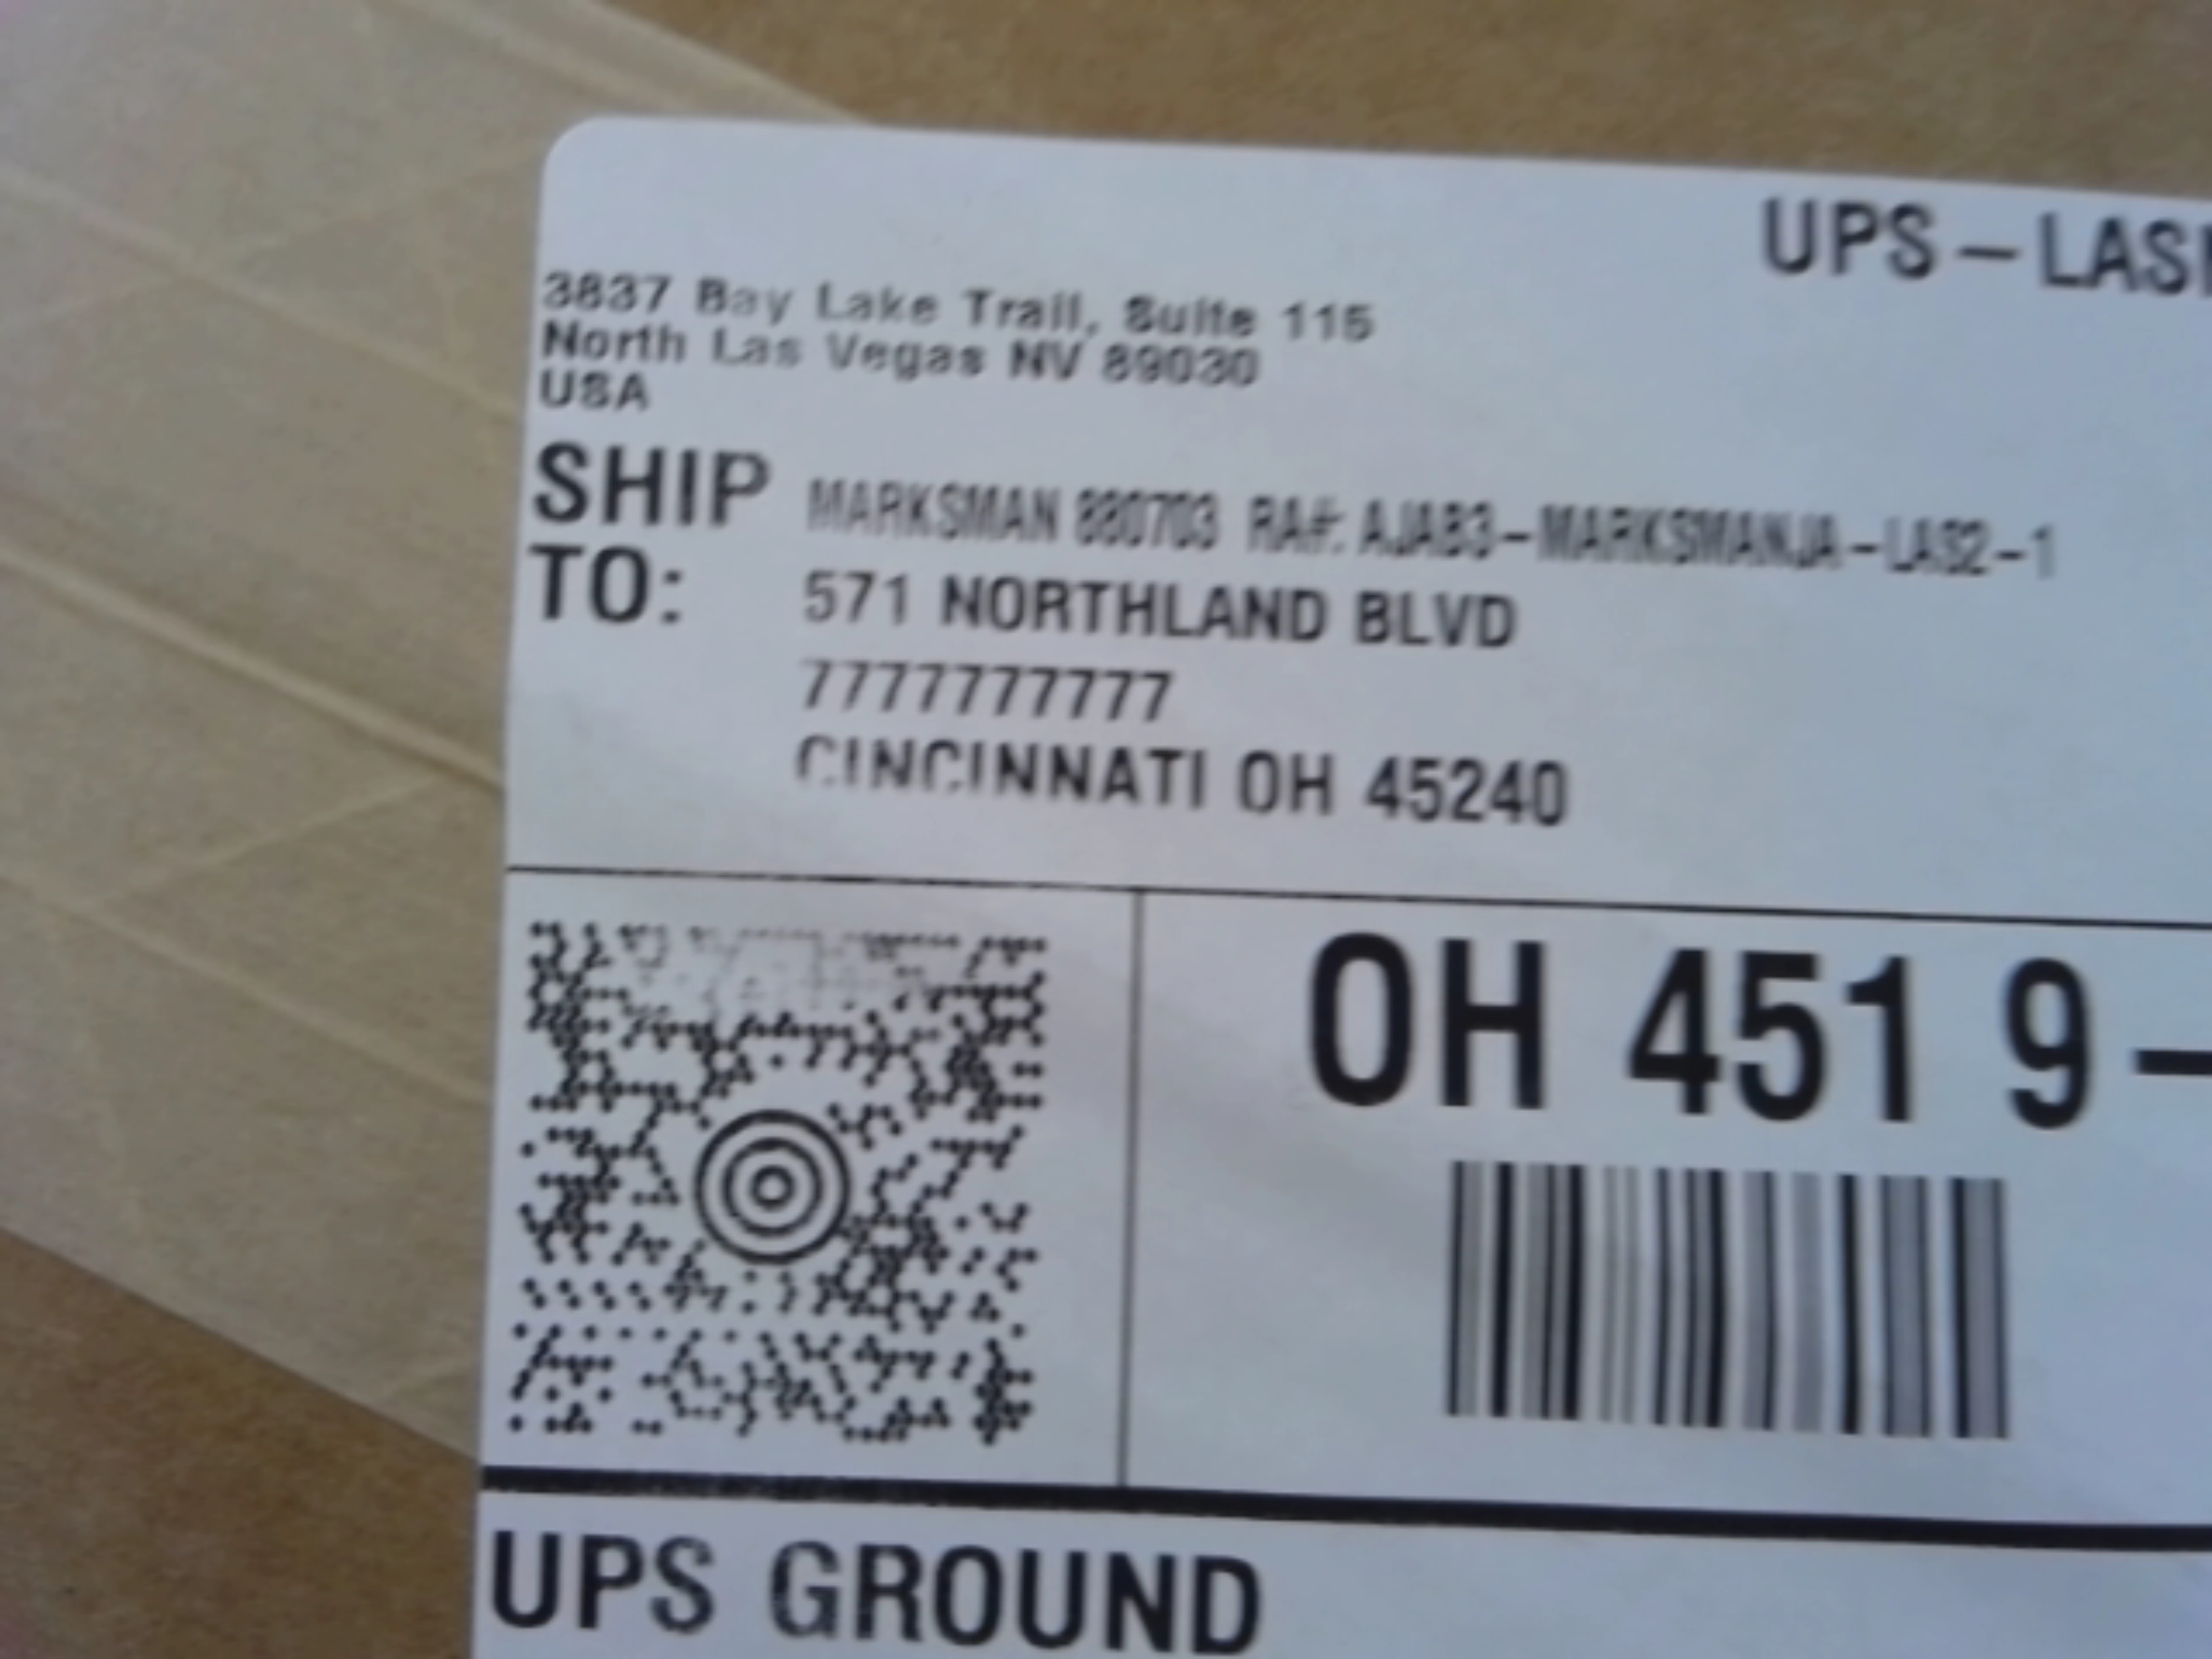 UPS-LAS
3837 Bay Lake Trail, Suite 115
North Las Vegas NV 89030
USA
SHIP TO:
MARKSMAN 880703 RA#: AJAB3-MARKSMANJA-LAS2-1
571 NORTHLAND BLVD
7777777777
CINCINNATI OH 45240
OH 451 9-
UPS GROUND